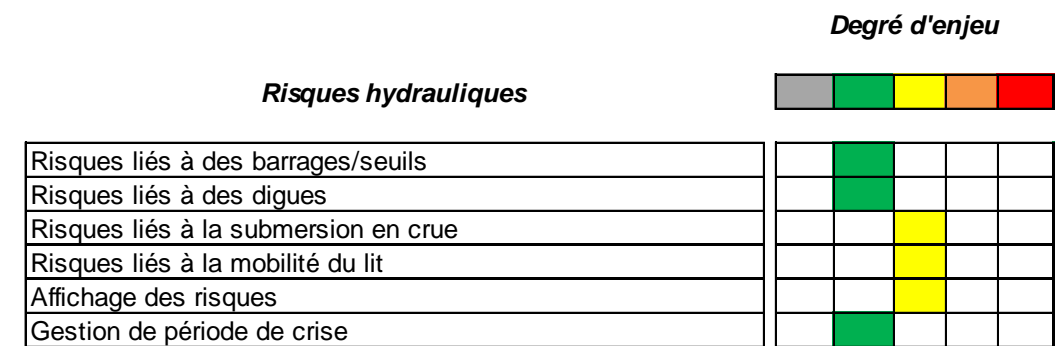 Degré d'enjeu
Risques hydrauliques
Risques liés à des barrages/seuils
Risques liés à des digues
Risques liés à la submersion en crue
Risques liés à la mobilité du lit
Affichage des risques
Gestion de période de crise